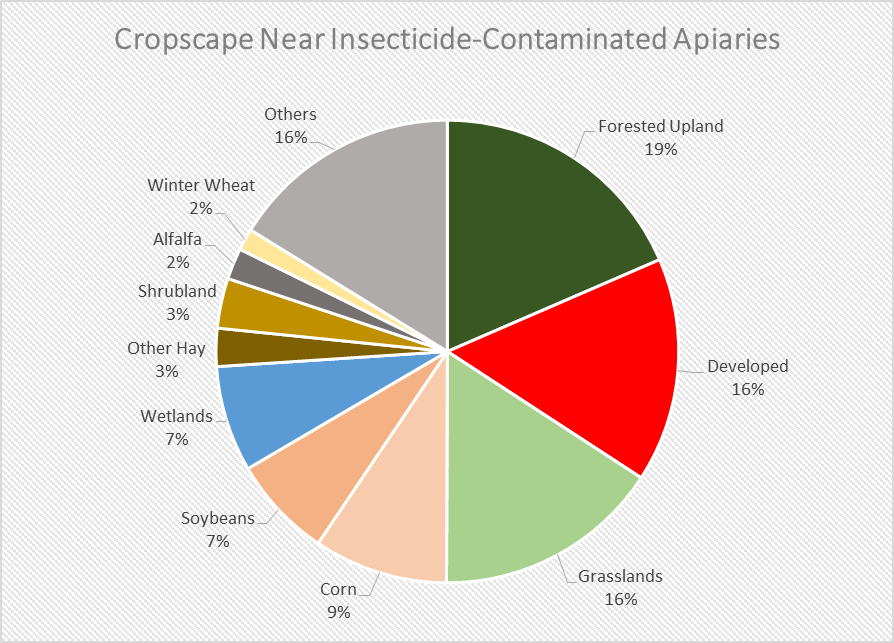 Cropscape Near Insecticide-Contaminated Apiaries
Others
16%
Forested Upland
19%
Winter Wheat
2%
Alfalfa
2%
Shrubland
3%
Other Hay
3%
Developed
16%
Wetlands
7%
Soybeans
7%
Corn
9%
Grasslands
16%